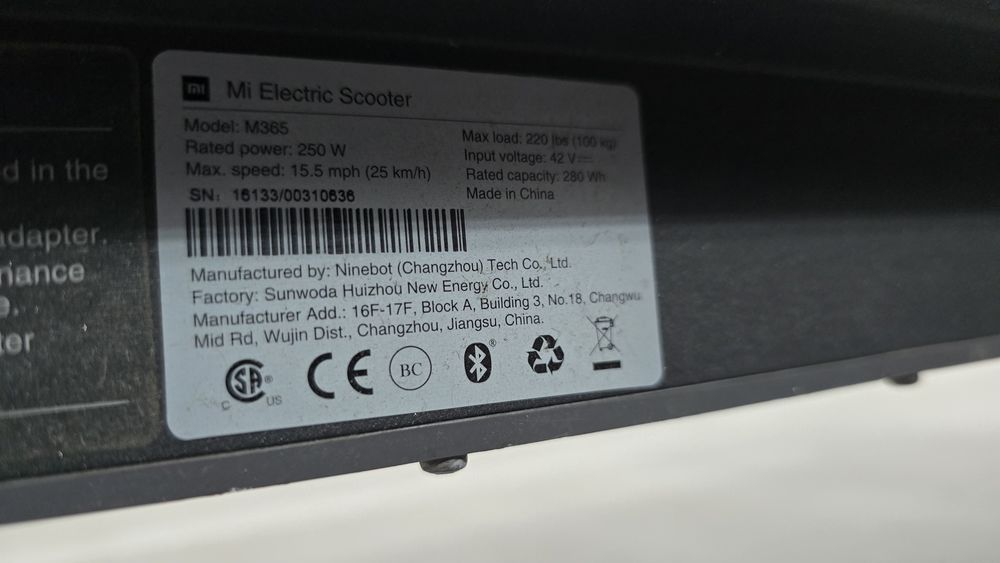 d in the
adapter.
nance
e.
ter
mi Mi Electric Scooter
Model: M365
Rated power: 250 W
Max. speed: 15.5 mph (25 km/h)
SN: 16133/00310636
Max load: 220 lbs (100 kg)
Input voltage: 42 V⎓
Rated capacity: 280 Wh
Made in China
Manufactured by: Ninebot (Changzhou) Tech Co., Ltd.
Factory: Sunwoda Huizhou New Energy Co., Ltd.
Manufacturer Add.: 16F-17F, Block A, Building 3, No.18, Changwu
Mid Rd, Wujin Dist., Changzhou, Jiangsu, China.
C SA® US CE BC ®